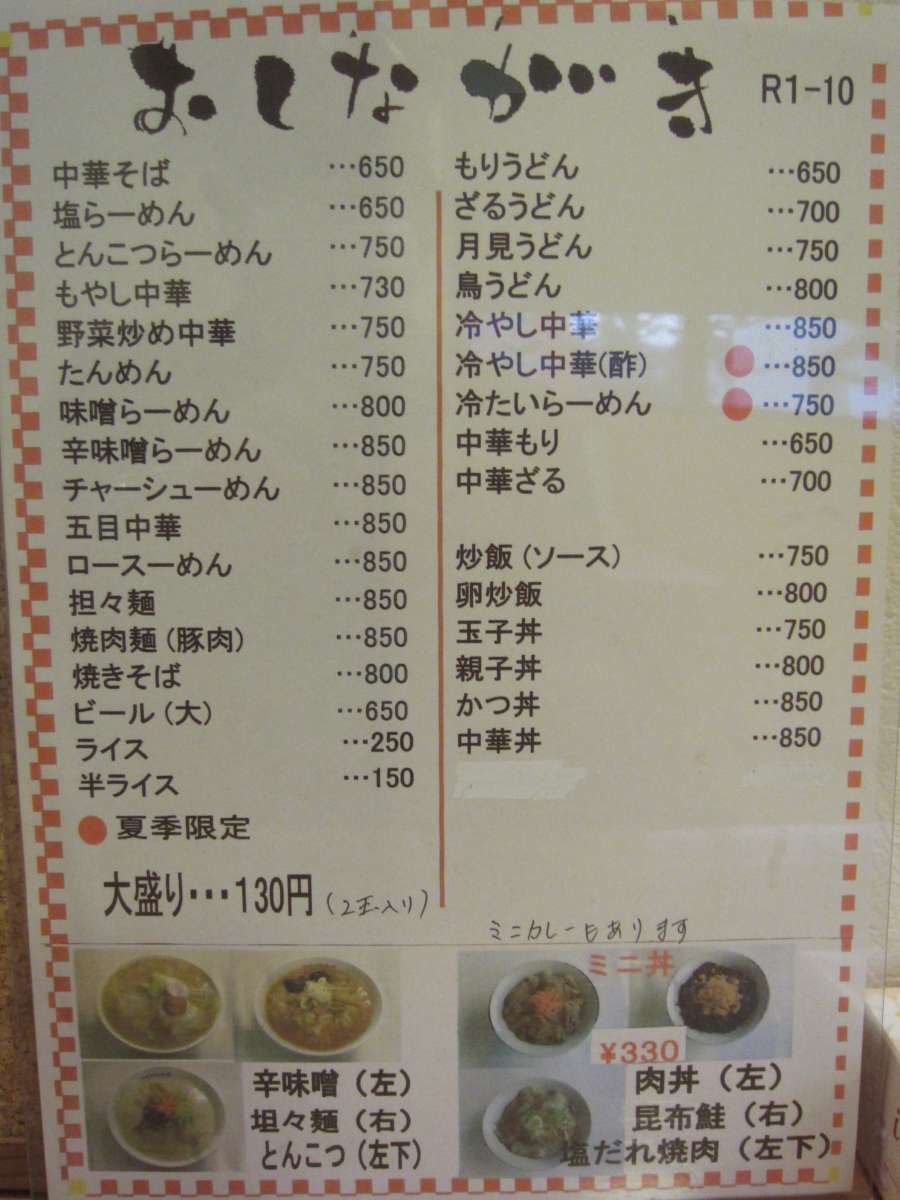 おしながき
R1-10
中華そば …650
塩らーめん …650
とんこつらーめん …750
もやし中華 …730
野菜炒め中華 …750
たんめん …750
味噌らーめん …800
辛味噌らーめん …850
チャーシューめん …850
五目中華 …850
ロースーめん …850
担々麺 …850
焼肉麺(豚肉) …850
焼きそば …800
ビール(大) …650
ライス …250
半ライス …150
夏季限定
大盛り・・・130円(2玉入り)
もりうどん …650
ざるうどん …700
月見うどん …750
鳥うどん …800
冷やし中華 …850
冷やし中華(酢) …850
冷たいらーめん …750
中華もり …650
中華ざる …700
炒飯(ソース) …750
卵炒飯 …800
玉子丼 …750
親子丼 …800
かつ丼 …850
中華丼 …850
ミニカレーもあります
辛味噌(左)
坦々麺(右)
とんこつ(左下)
ミニ丼
¥330
肉丼(左)
昆布鮭(右)
塩だれ焼肉(左下)